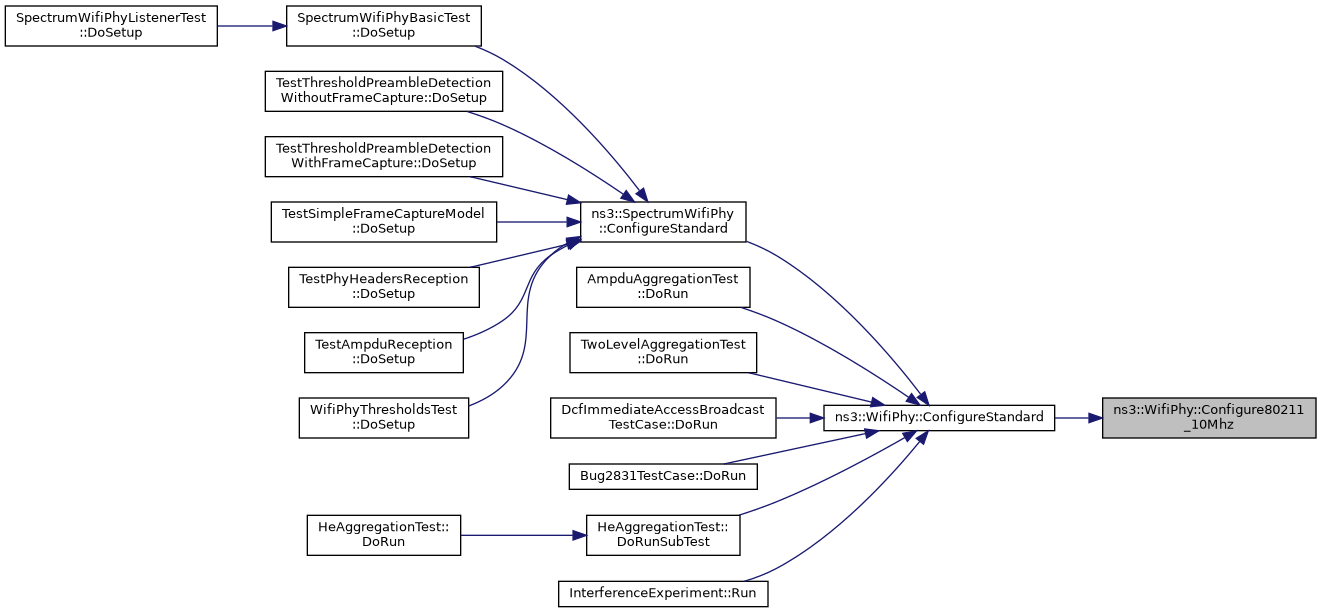 SpectrumWifiPhyListenerTest
::DoSetup
SpectrumWifiPhyBasicTest
::DoSetup
TestThresholdPreambleDetection
WithoutFrameCapture::DoSetup
TestThresholdPreambleDetection
WithFrameCapture::DoSetup
TestSimpleFrameCaptureModel
::DoSetup
TestPhyHeadersReception
::DoSetup
TestAmpduReception
::DoSetup
WifiPhyThresholdsTest
::DoSetup
ns3::SpectrumWifiPhy
::ConfigureStandard
AmpduAggregationTest
::DoRun
TwoLevelAggregationTest
::DoRun
DcfImmediateAccessBroadcast
TestCase::DoRun
Bug2831TestCase::DoRun
HeAggregationTest::
DoRun
HeAggregationTest::
DoRunSubTest
InterferenceExperiment::Run
ns3::WifiPhy::ConfigureStandard
ns3::WifiPhy::Configure80211
_10Mhz